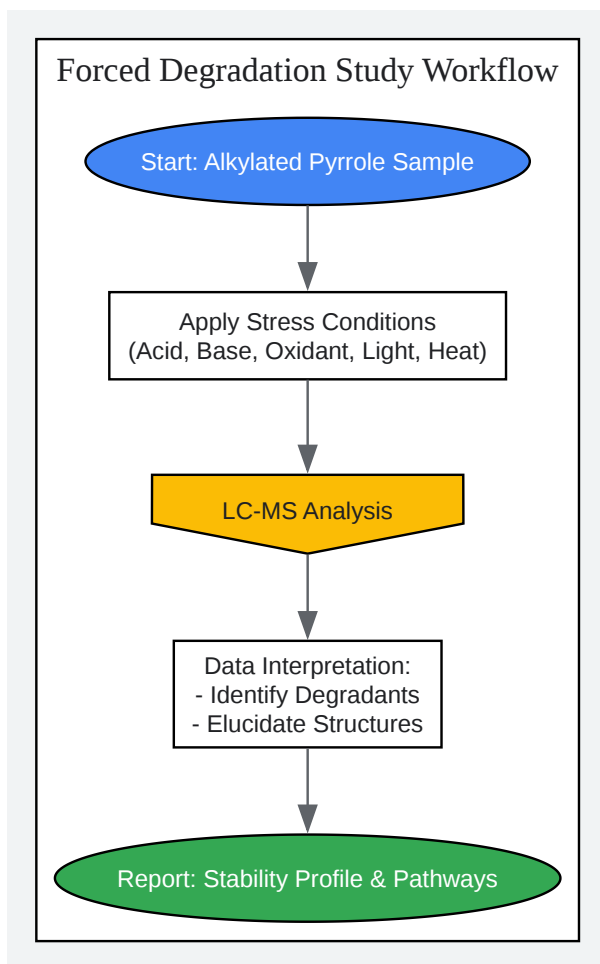 Forced Degradation Study Workflow
Start: Alkylated Pyrrole Sample
Apply Stress Conditions
(Acid, Base, Oxidant, Light, Heat)
LC-MS Analysis
Data Interpretation:
- Identify Degradants
- Elucidate Structures
Report: Stability Profile & Pathways